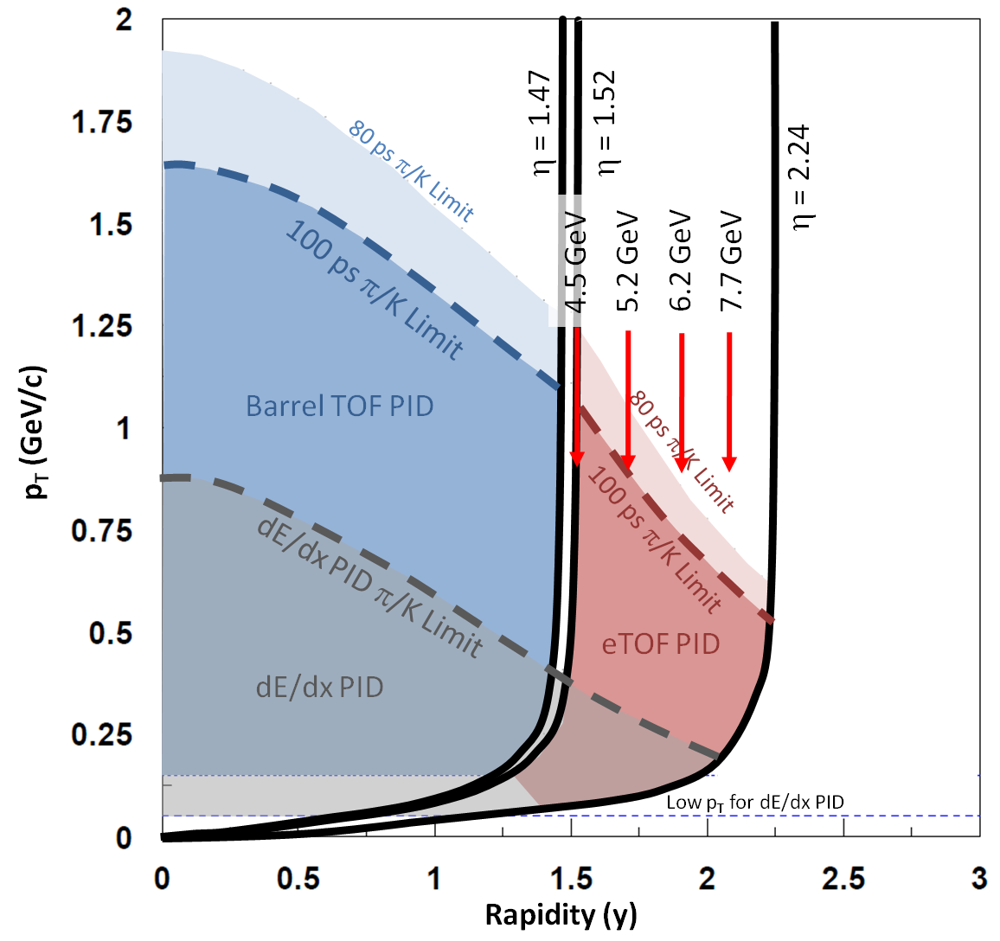 2
1.75
1.5
1.25
1
0.75
0.5
0.25
0
pT (GeV/c)
0
0.5
1
1.5
2
2.5
3
Rapidity (y)
η = 1.47
η = 1.52
η = 2.24
80 ps π/K Limit
100 ps π/K Limit
4.5 GeV
5.2 GeV
6.2 GeV
7.7 GeV
Barrel TOF PID
80 ps π/K Limit
100 ps π/K Limit
dE/dx PID π/K Limit
eTOF PID
dE/dx PID
Low pT for dE/dx PID